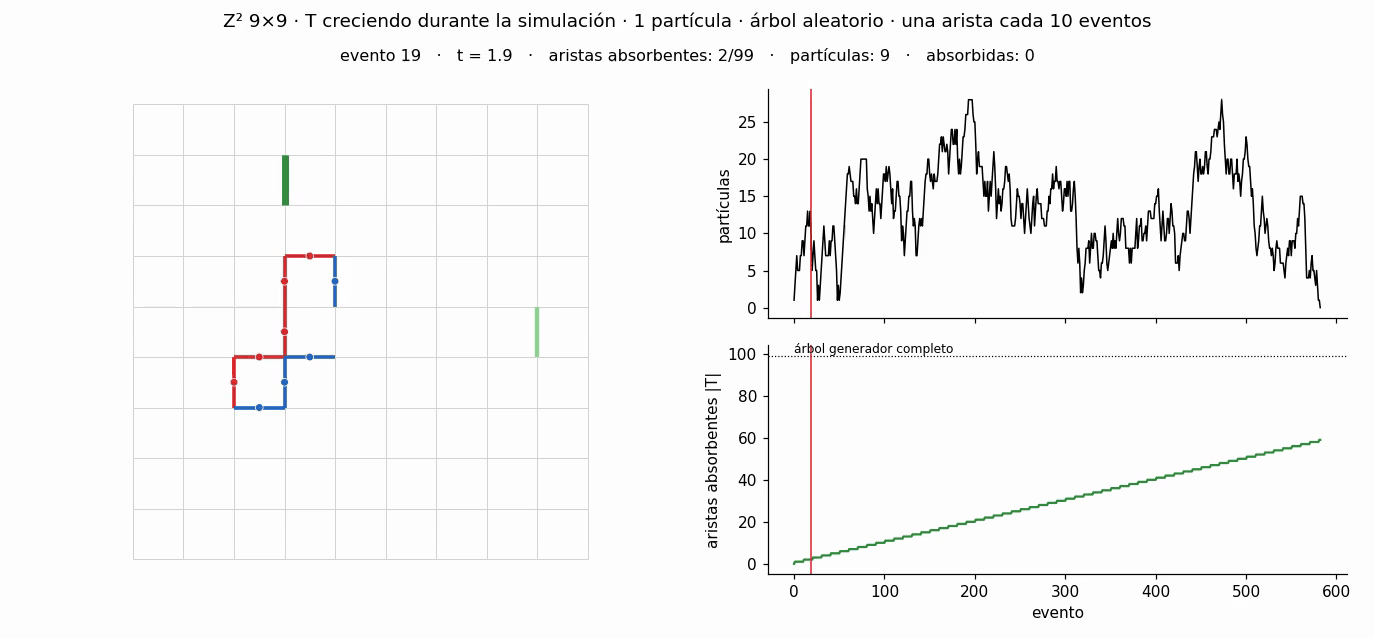 Z² 9×9 · T creciendo durante la simulación · 1 partícula · árbol aleatorio · una arista cada 10 eventos
evento 19 · t = 1.9 · aristas absorbentes: 2/99 · partículas: 9 · absorbidas: 0
partículas
25
20
15
10
5
0
árbol generador completo
aristas absorbentes |T|
100
80
60
40
20
0
0 100 200 300 400 500 600
evento